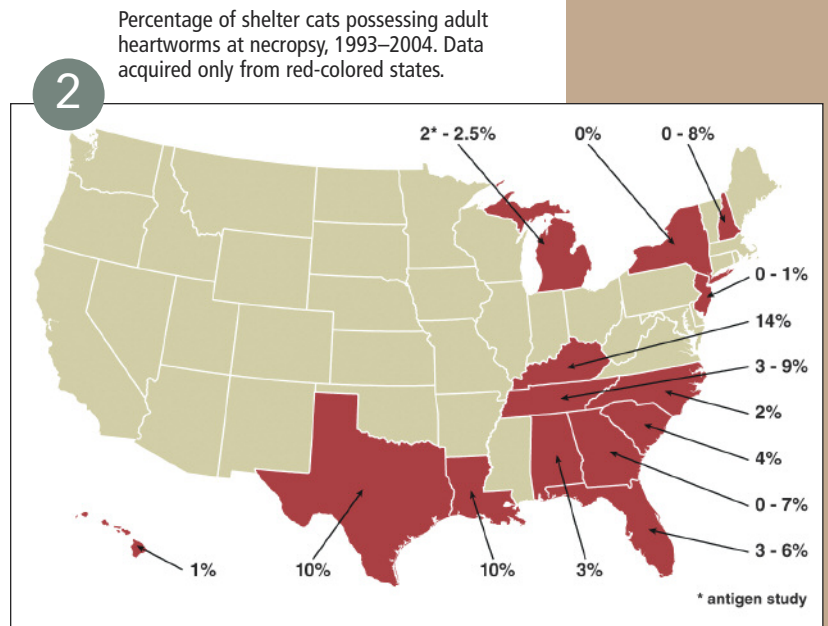 Percentage of shelter cats possessing adult
heartworms at necropsy, 1993–2004. Data
acquired only from red-colored states.
2
2* - 2.5%
0%
0 - 8%
0 - 1%
14%
3 - 9%
2%
4%
0 - 7%
3 - 6%
1%
10%
10%
3%
* antigen study